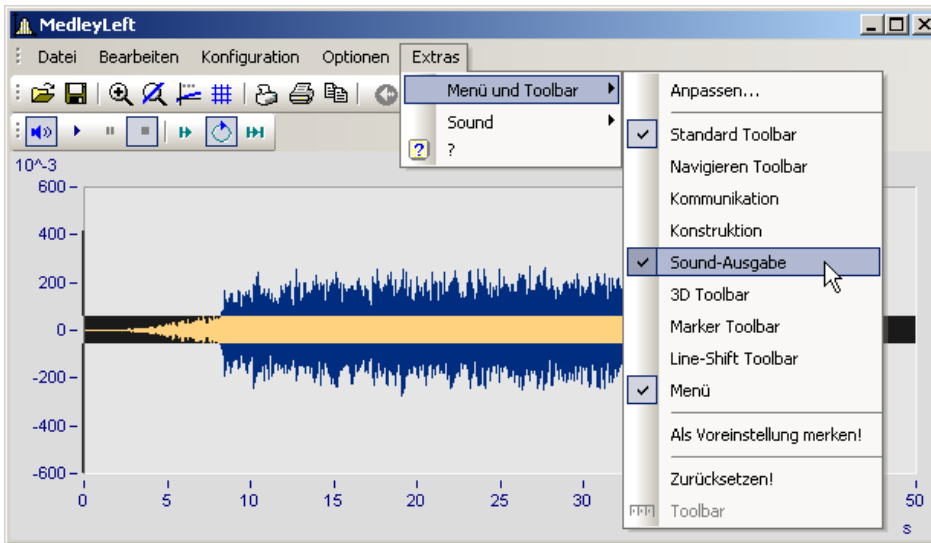 MedleyLeft
Datei Bearbeiten Konfiguration Optionen Extras
Menü und Toolbar
Sound
?
Anpassen...
Standard Toolbar
Navigieren Toolbar
Kommunikation
Konstruktion
Sound-Ausgabe
3D Toolbar
Marker Toolbar
Line-Shift Toolbar
Menü
Als Voreinstellung merken!
Zurücksetzen!
Toolbar
10^-3
600
400
200
0
-200
-400
-600
0 5 10 15 20 25 30 50
s